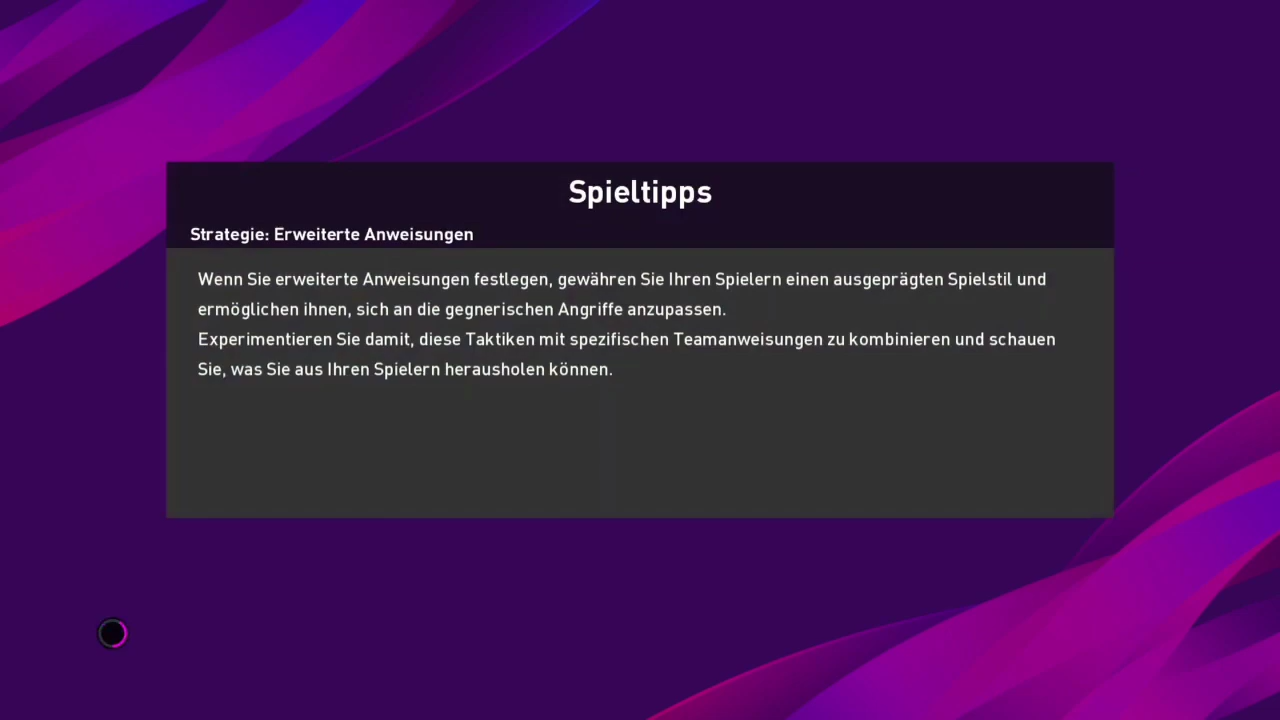 Spieltipps
Strategie: Erweiterte Anweisungen
Wenn Sie erweiterte Anweisungen festlegen, gewähren Sie Ihren Spielern einen ausgeprägten Spielstil und
ermöglichen ihnen, sich an die gegnerischen Angriffe anzupassen.
Experimentieren Sie damit, diese Taktiken mit spezifischen Teamanweisungen zu kombinieren und schauen
Sie, was Sie aus Ihren Spielern herausholen können.